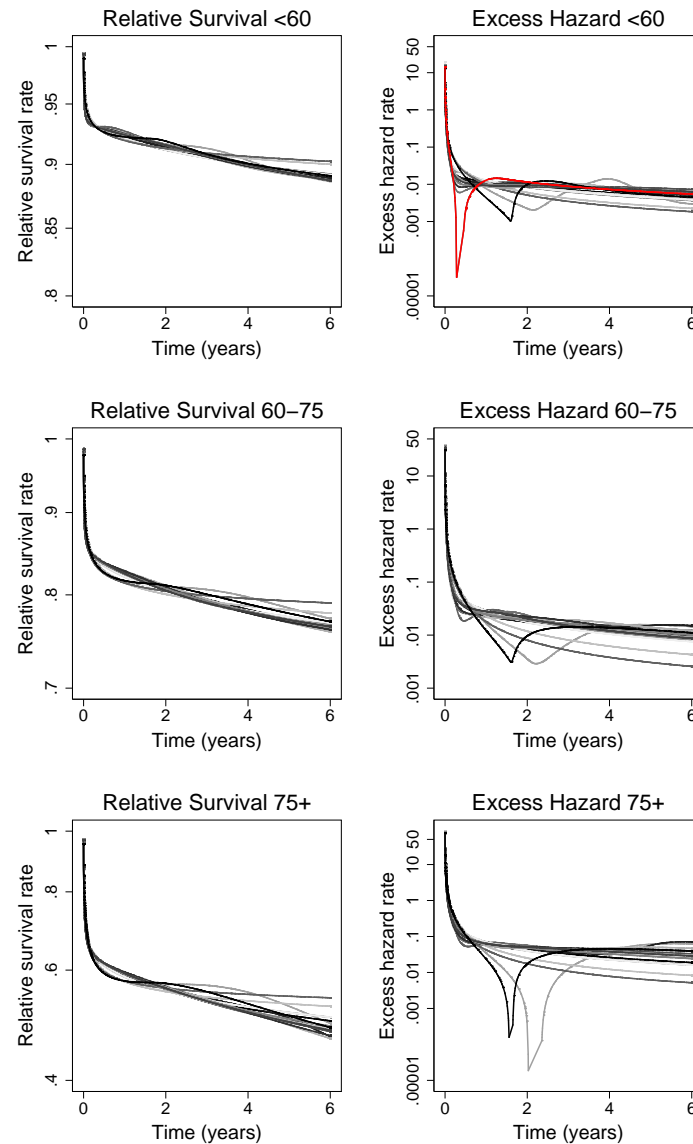 Relative Survival <60
Relative survival rate
1
.95
.9
.85
.8
0 2 4 6
Time (years)
Excess Hazard <60
Excess hazard rate
50
10
1
.1
.01
.001
.00001
0 2 4 6
Time (years)
Relative Survival 60−75
Relative survival rate
1
.9
.8
.7
0 2 4 6
Time (years)
Excess Hazard 60−75
Excess hazard rate
50
10
1
.1
.01
.001
0 2 4 6
Time (years)
Relative Survival 75+
Relative survival rate
1
.8
.6
.4
0 2 4 6
Time (years)
Excess Hazard 75+
Excess hazard rate
50
10
1
.1
.01
.001
.00001
0 2 4 6
Time (years)